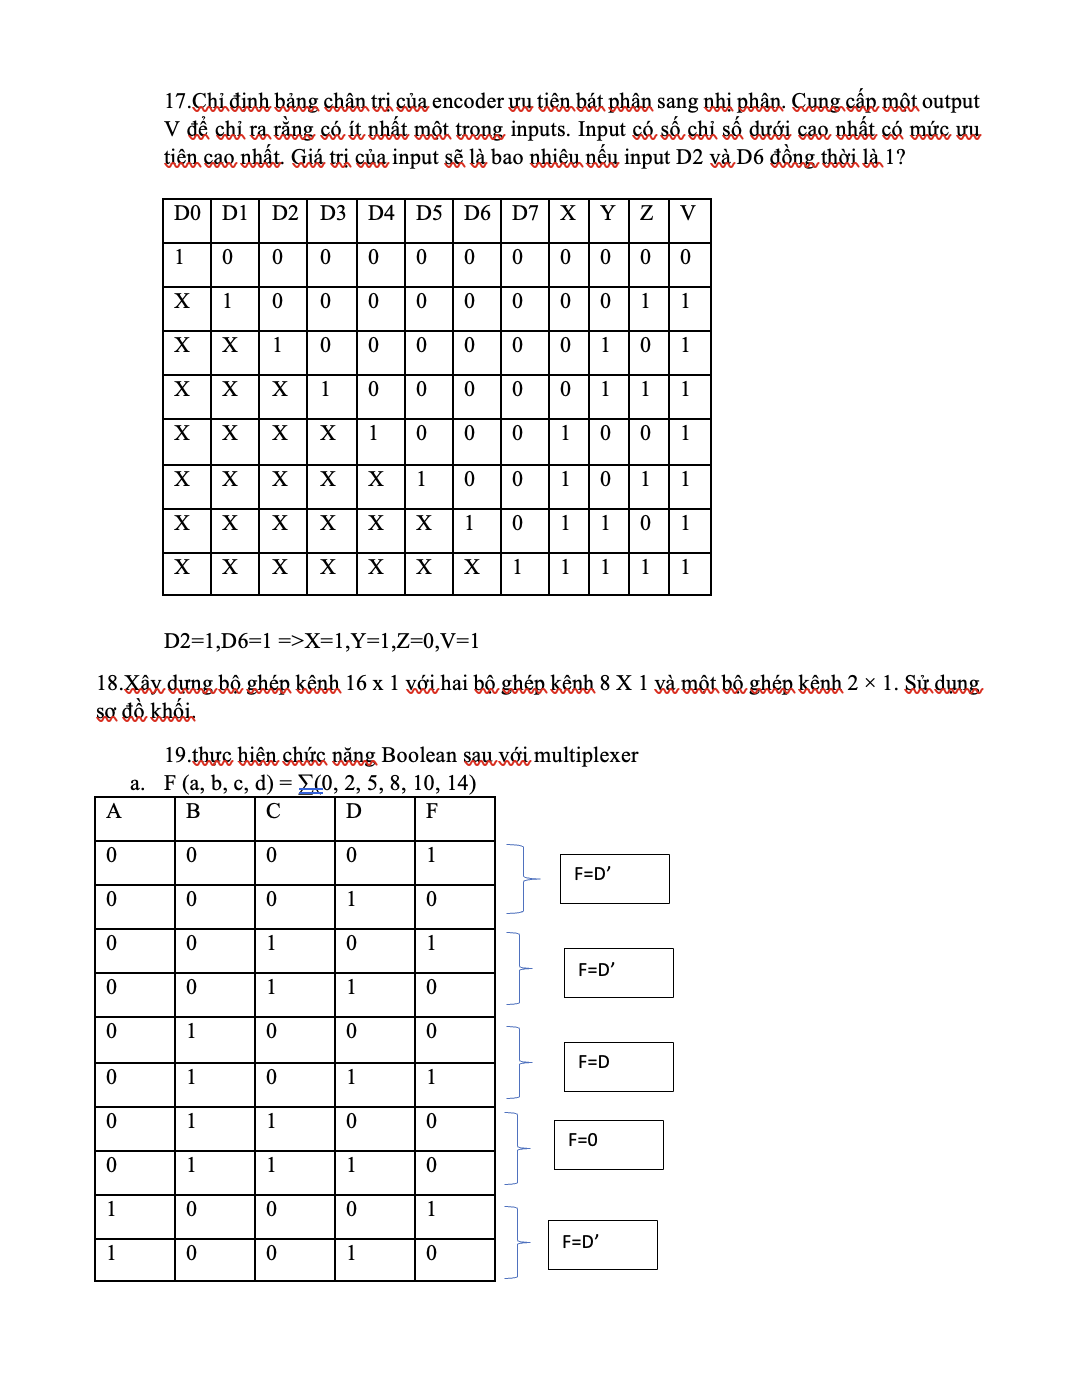 17.Chỉ định bảng chân trị của encoder ưu tiên bát phân sang nhị phân. Cung cấp một output
V để chỉ ra rằng có ít nhất một trong inputs. Input có số chỉ số dưới cao nhất có mức ưu
tiên cao nhất. Giá trị của input sẽ là bao nhiêu nếu input D2 và D6 đồng thời là 1?
D0 D1 D2 D3 D4 D5 D6 D7 X Y Z V
1 0 0 0 0 0 0 0 0 0 0 0
X 1 0 0 0 0 0 0 0 0 1 1
X X 1 0 0 0 0 0 0 1 0 1
X X X 1 0 0 0 0 0 1 1 1
X X X X 1 0 0 0 1 0 0 1
X X X X X 1 0 0 1 0 1 1
X X X X X X 1 0 1 1 0 1
X X X X X X X 1 1 1 1 1
D2=1,D6=1 =>X=1,Y=1,Z=0,V=1
18.Xây dựng bộ ghép kênh 16 x 1 với hai bộ ghép kênh 8 X 1 và một bộ ghép kênh 2 × 1. Sử dụng
sơ đồ khối.
19.thực hiện chức năng Boolean sau với multiplexer
a. F (a, b, c, d) = ∑(0, 2, 5, 8, 10, 14)
A B C D F
0 0 0 0 1
F=D’
0 0 0 1 0
0 0 1 0 1
F=D’
0 0 1 1 0
0 1 0 0 0
F=D
0 1 0 1 1
0 1 1 0 0
F=0
0 1 1 1 0
1 0 0 0 1
F=D’
1 0 0 1 0